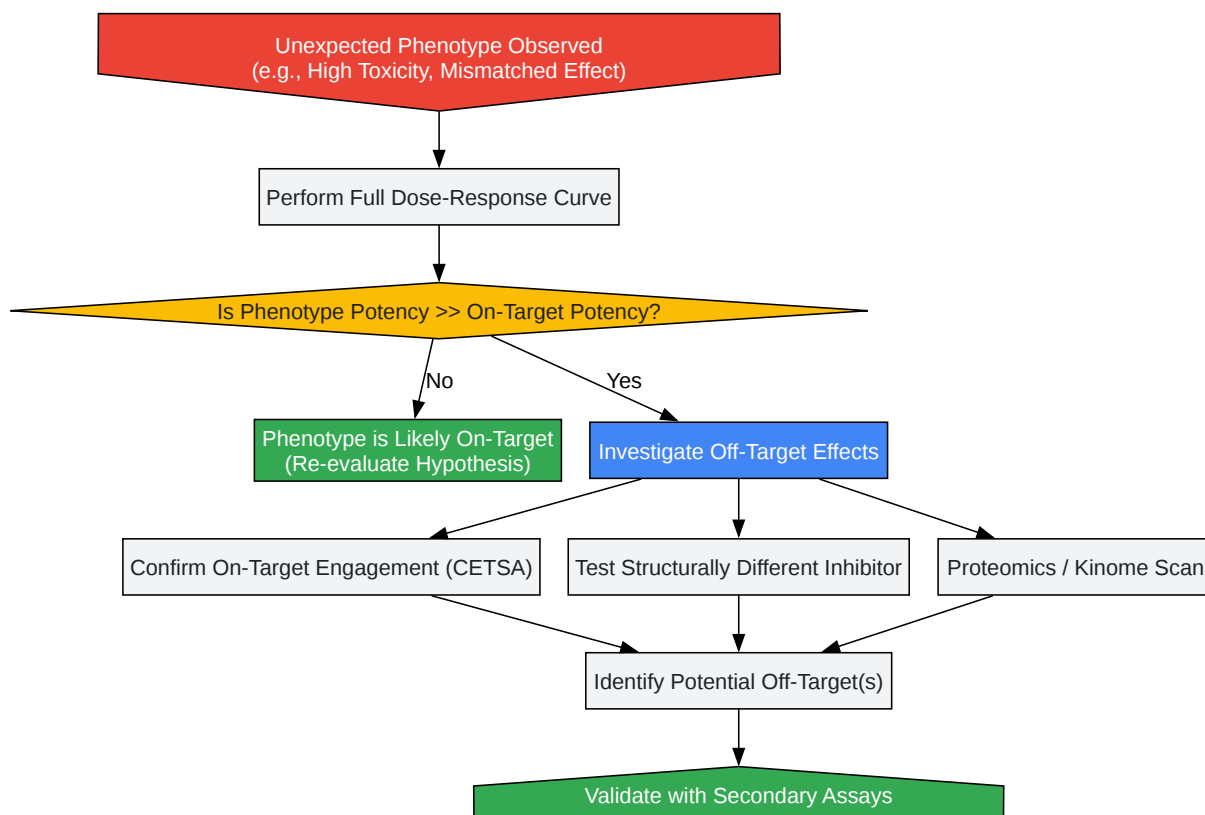 Unexpected Phenotype Observed
(e.g., High Toxicity, Mismatched Effect)
Perform Full Dose-Response Curve
Is Phenotype Potency >> On-Target Potency?
No
Yes
Phenotype is Likely On-Target
(Re-evaluate Hypothesis)
Investigate Off-Target Effects
Confirm On-Target Engagement (CETSA)
Test Structurally Different Inhibitor
Proteomics / Kinome Scan
Identify Potential Off-Target(s)
Validate with Secondary Assays